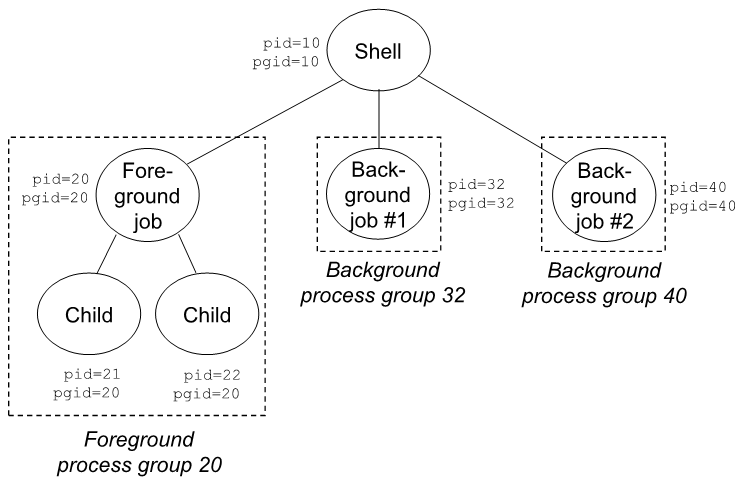 pid=10
pgid=10
Shell
pid=20
pgid=20
Fore-
ground
job
Back-
ground
job #1
pid=32
pgid=32
Back-
ground
job #2
pid=40
pgid=40
Background
process group 32
Background
process group 40
Child
Child
pid=21
pgid=20
pid=22
pgid=20
Foreground
process group 20